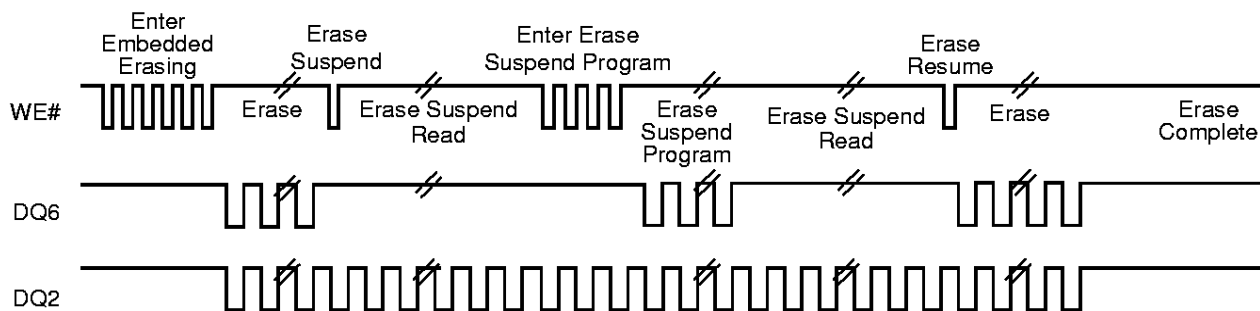 Enter
Embedded
Erasing
Erase
Suspend
Enter Erase
Suspend Program
Erase
Resume
WE#
Erase
Erase Suspend
Read
Erase
Suspend
Program
Erase Suspend
Read
Erase
Erase
Complete
DQ6
DQ2